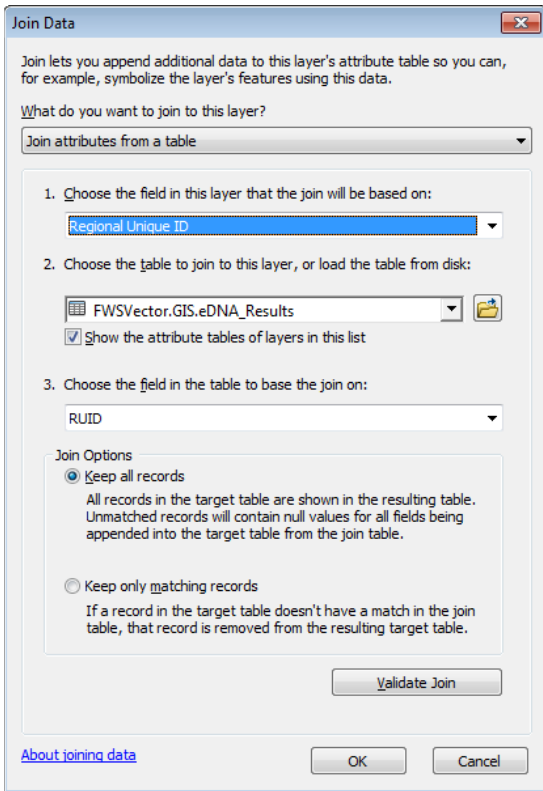 Join Data
Join lets you append additional data to this layer's attribute table so you can,
for example, symbolize the layer's features using this data.
What do you want to join to this layer?
Join attributes from a table
1. Choose the field in this layer that the join will be based on:
Regional Unique ID
2. Choose the table to join to this layer, or load the table from disk:
FWSVector.GIS.eDNA_Results
Show the attribute tables of layers in this list
3. Choose the field in the table to base the join on:
RUID
Join Options
Keep all records
All records in the target table are shown in the resulting table.
Unmatched records will contain null values for all fields being
appended into the target table from the join table.
Keep only matching records
If a record in the target table doesn't have a match in the join
table, that record is removed from the resulting target table.
Validate Join
About joining data
OK
Cancel